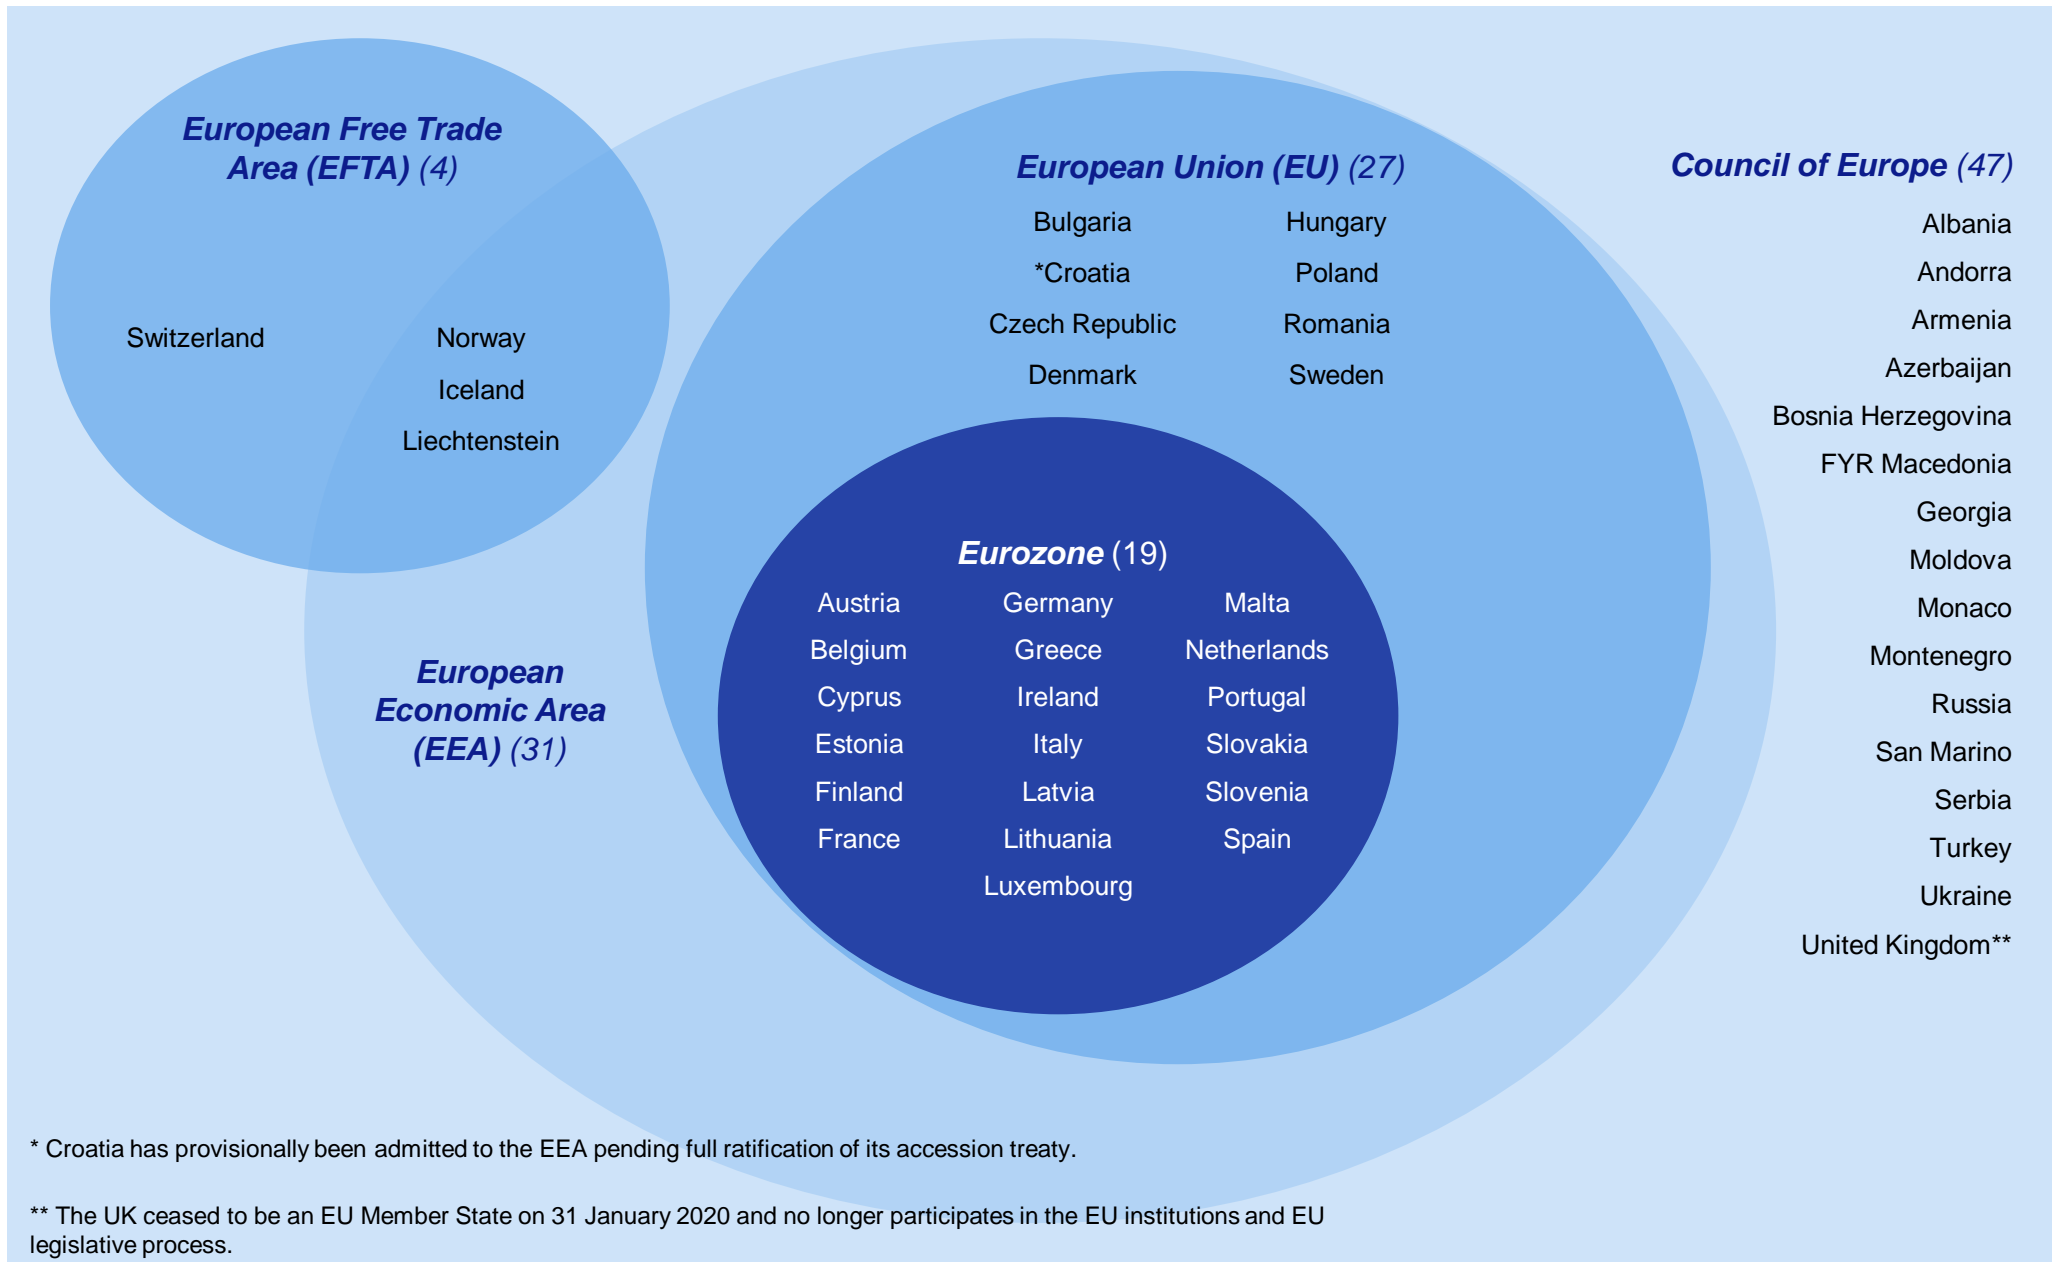 European Free Trade
Area (EFTA) (4)
Switzerland
Norway
Iceland
Liechtenstein
European
Economic Area
(EEA) (31)
European Union (EU) (27)
Bulgaria
Hungary
*Croatia
Poland
Czech Republic
Romania
Denmark
Sweden
Eurozone (19)
Austria
Germany
Malta
Belgium
Greece
Netherlands
Cyprus
Ireland
Portugal
Estonia
Italy
Slovakia
Finland
Latvia
Slovenia
France
Lithuania
Spain
Luxembourg
Council of Europe (47)
Albania
Andorra
Armenia
Azerbaijan
Bosnia Herzegovina
FYR Macedonia
Georgia
Moldova
Monaco
Montenegro
Russia
San Marino
Serbia
Turkey
Ukraine
United Kingdom**
* Croatia has provisionally been admitted to the EEA pending full ratification of its accession treaty.
** The UK ceased to be an EU Member State on 31 January 2020 and no longer participates in the EU institutions and EU
legislative process.